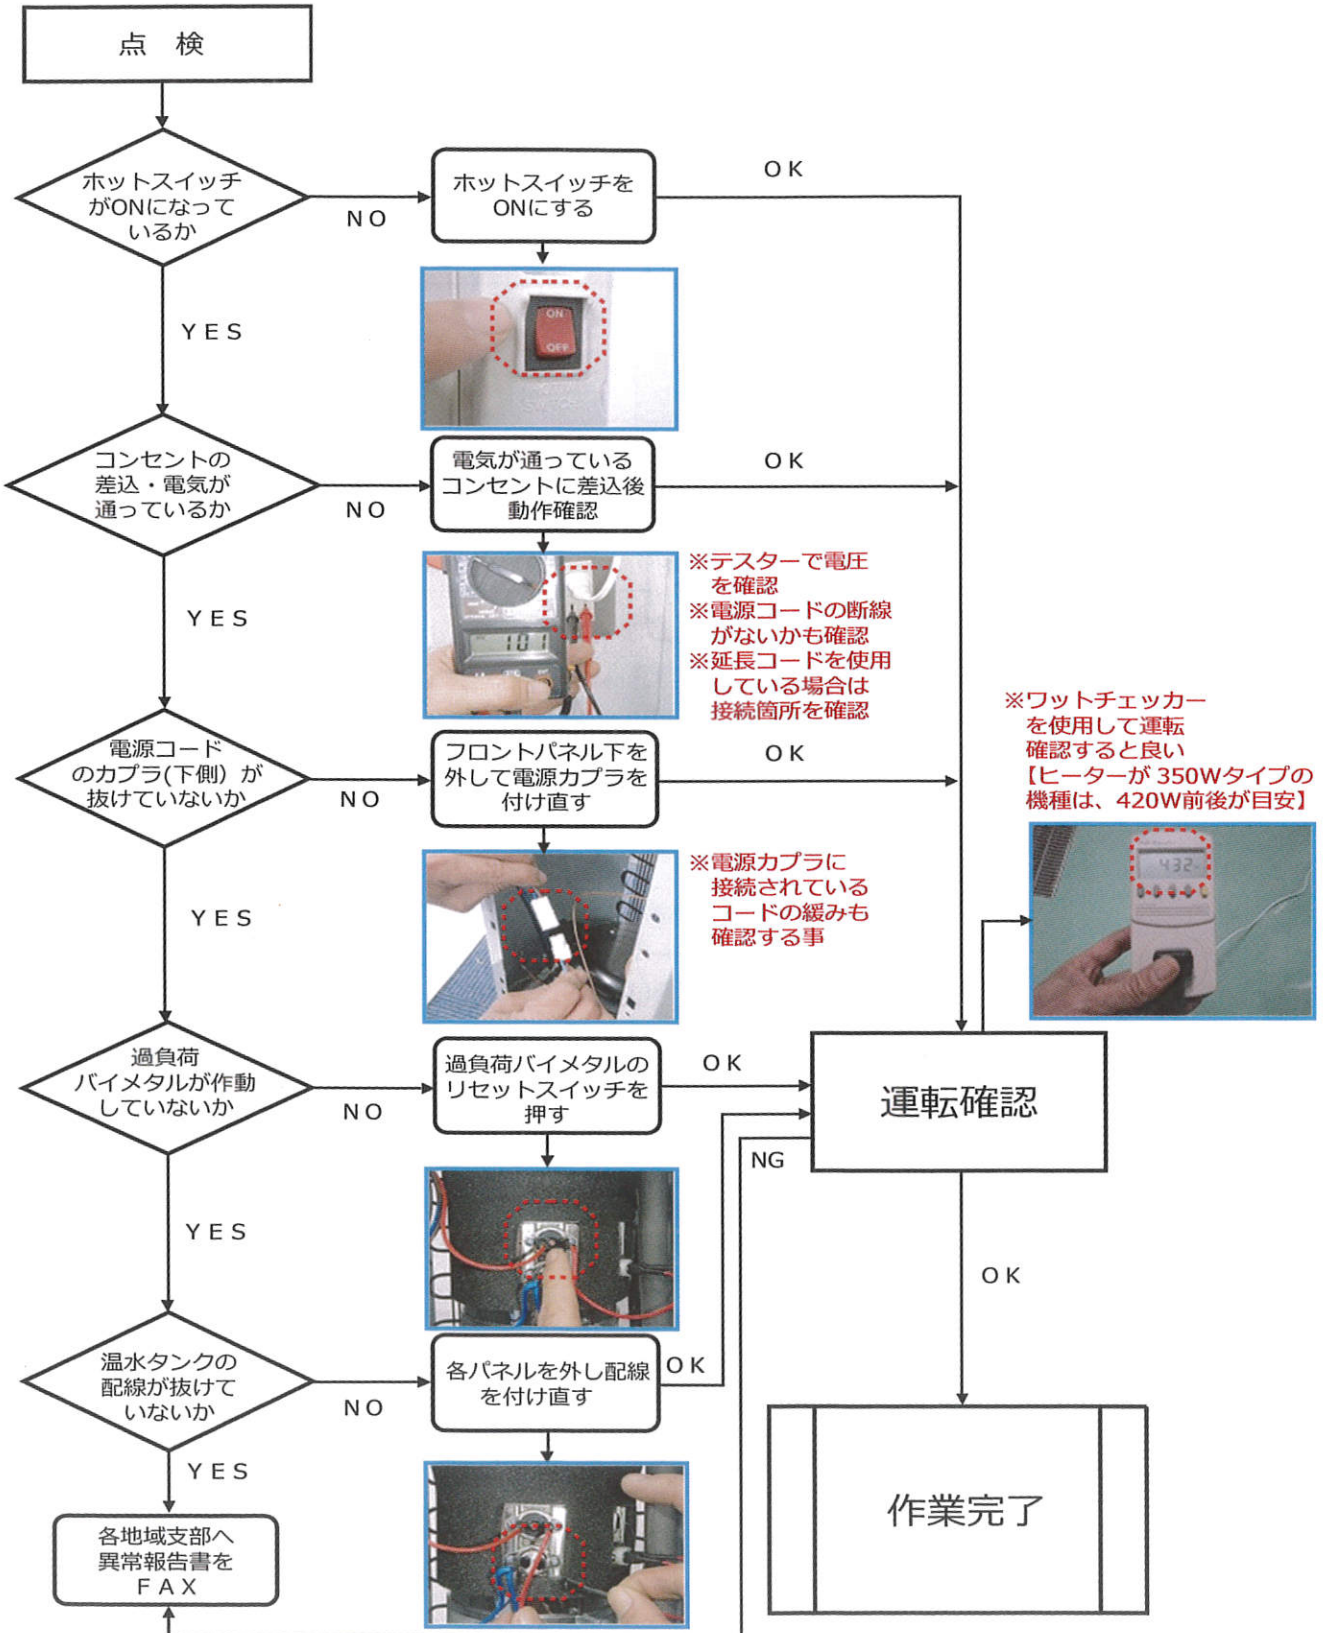 点 検
ホットスイッチ
がONになって
いるか
NO
ホットスイッチを
ONにする
OK
ON
OFF
YES
コンセントの
差込・電気が
通っているか
NO
電気が通っている
コンセントに差込後
動作確認
OK
101
※テスターで電圧
を確認
※電源コードの断線
がないかも確認
※延長コードを使用
している場合は
接続箇所を確認
YES
電源コード
のカプラ(下側）が
抜けていないか
NO
フロントパネル下を
外して電源カプラを
付け直す
OK
※ワットチェッカー
を使用して運転
確認すると良い
【ヒーターが 350Wタイプの
機種は、420W前後が目安】
432
※電源カプラに
接続されている
コードの緩みも
確認する事
YES
過負荷
バイメタルが作動
していないか
NO
過負荷バイメタルの
リセットスイッチを
押す
OK
運転確認
NG
YES
OK
温水タンクの
配線が抜けて
いないか
NO
各パネルを外し配線
を付け直す
OK
YES
各地域支部へ
異常報告書を
FAX
作業完了